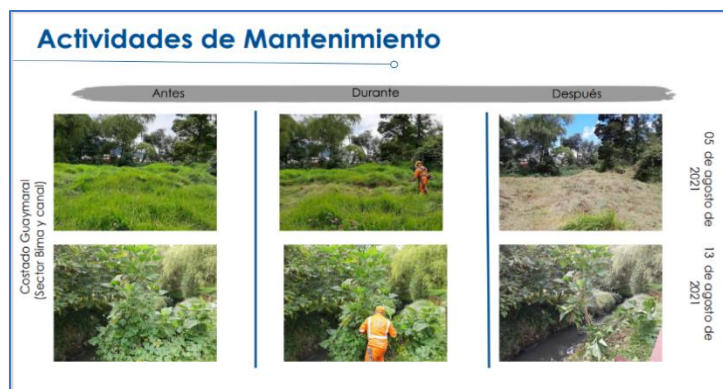 Actividades de Mantenimiento
Antes
Durante
Después
Costado Guaymaral
(Sector Bima y canal)
05 de agosto de
2021
13 de agosto de
2021